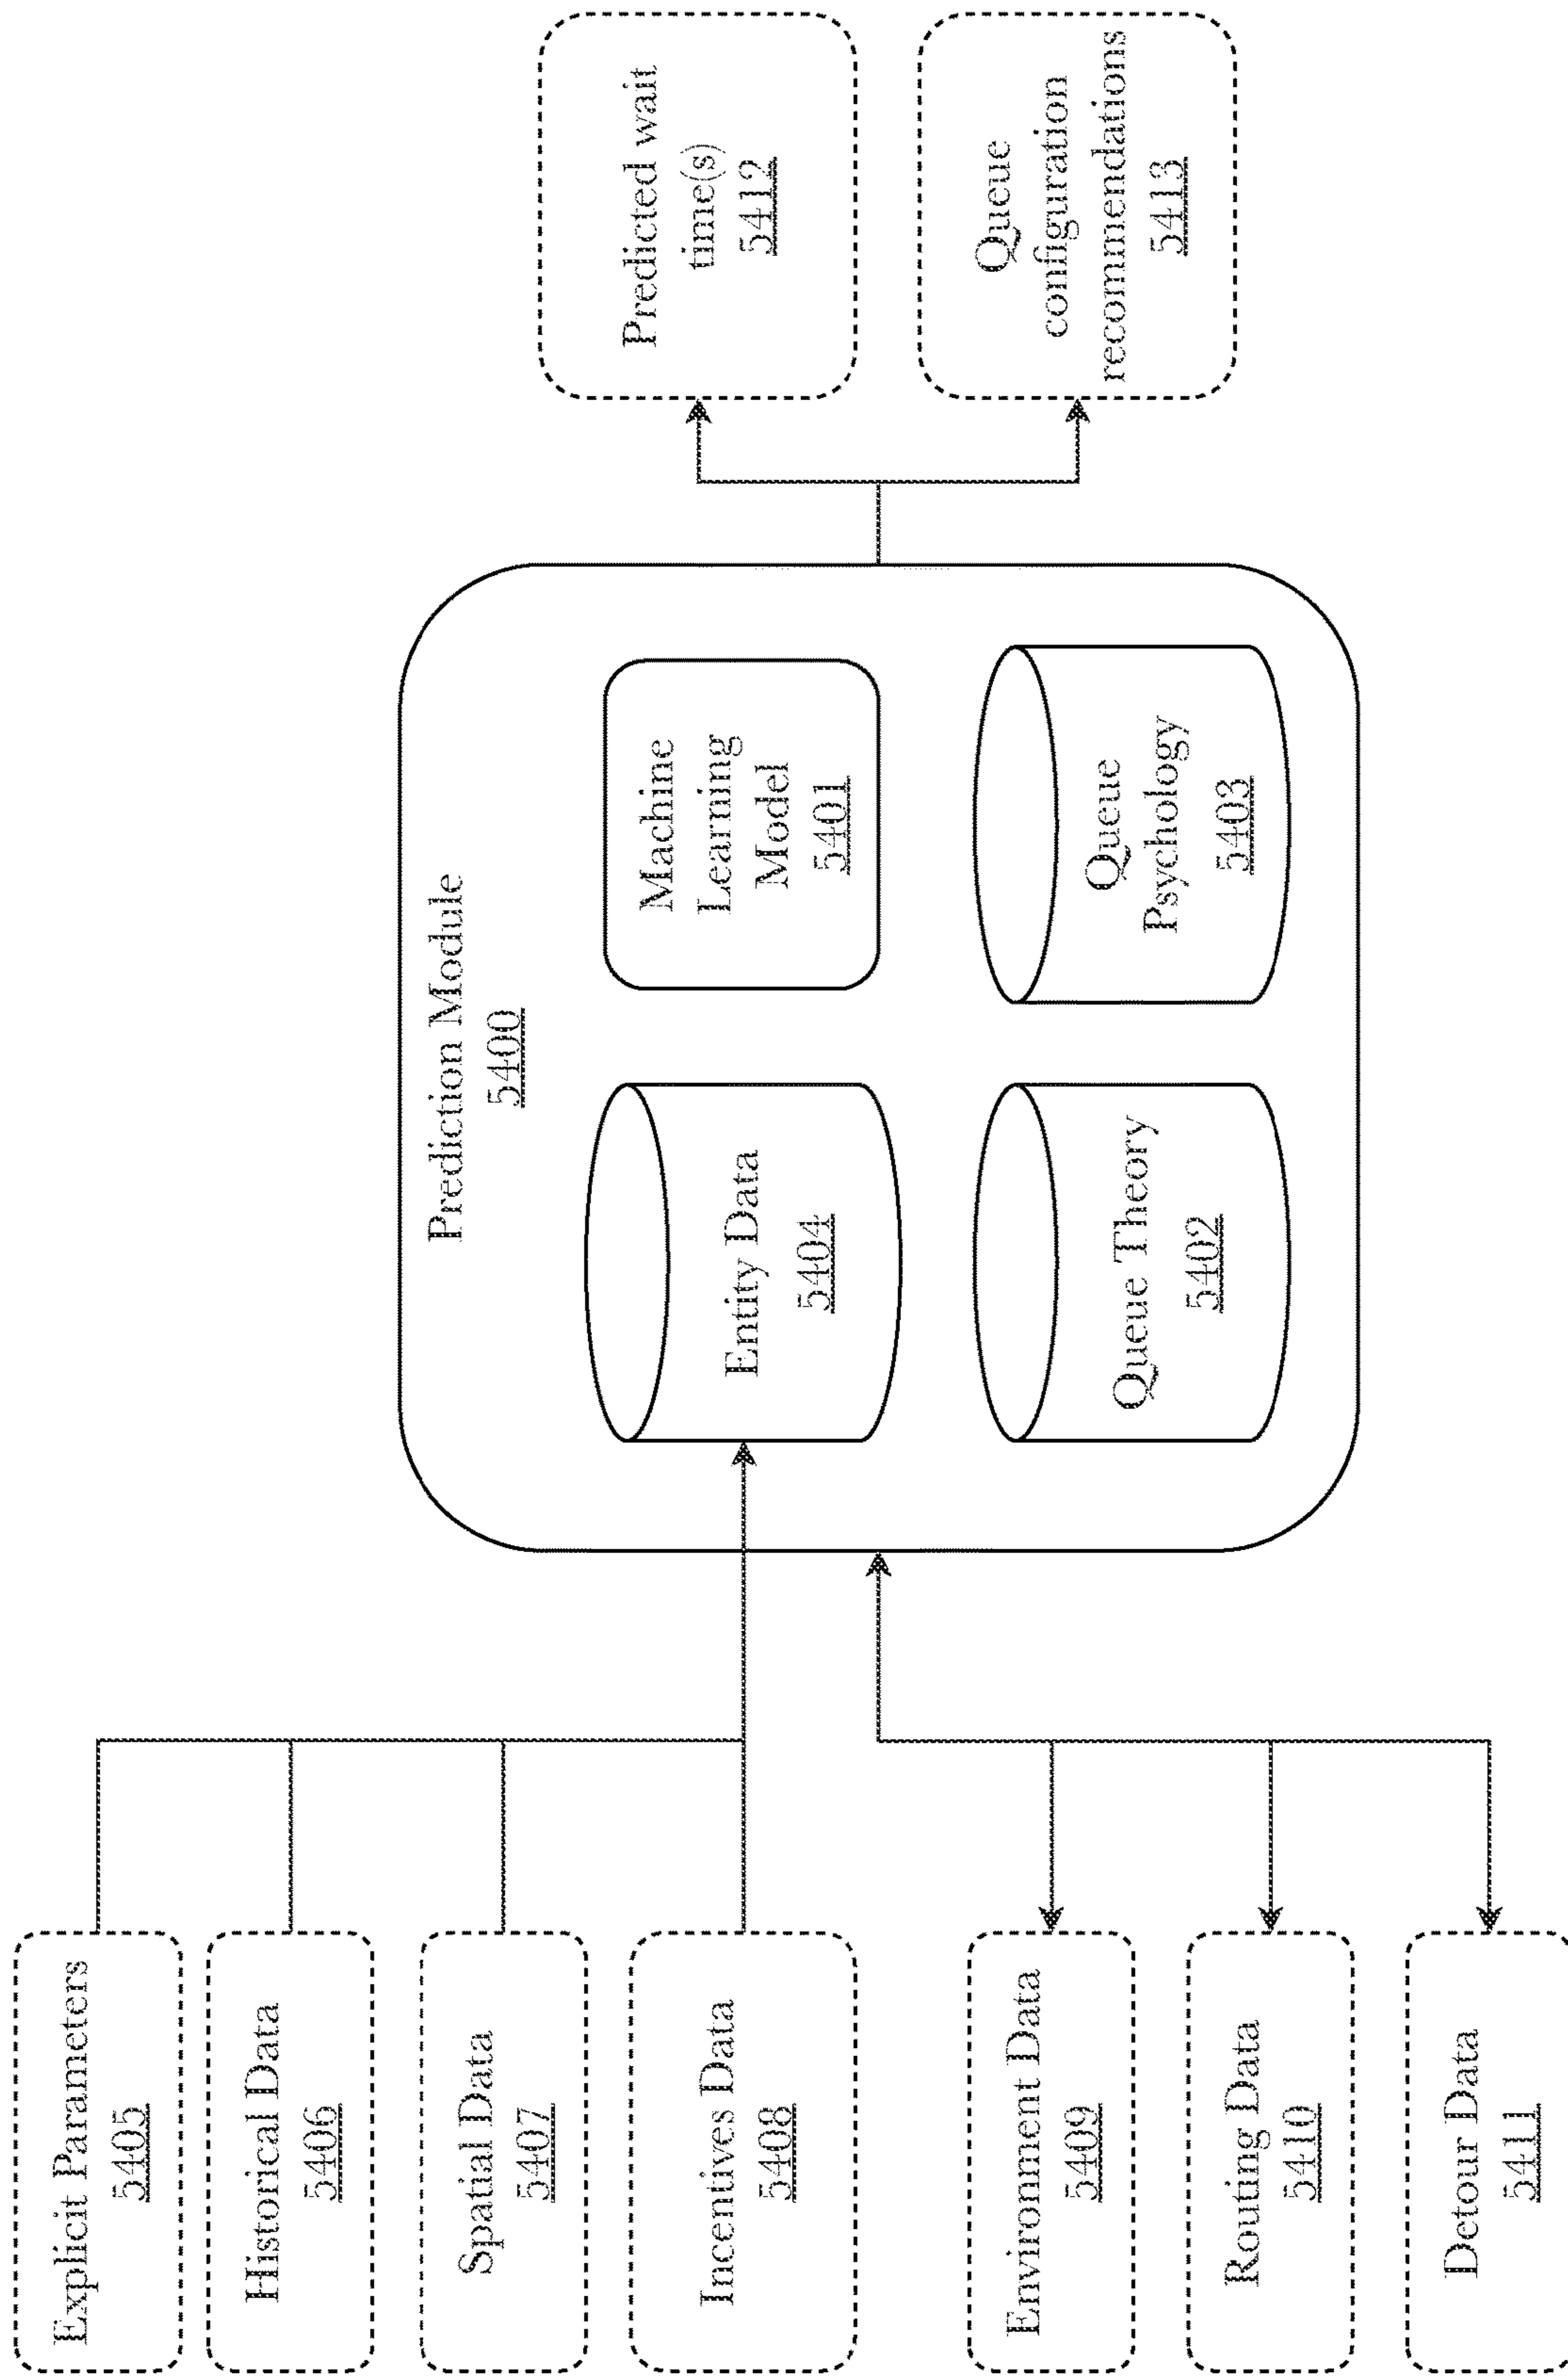 Explicit Parameters
5405
Historical Data
5406
Spatial Data
5407
Incentives Data
5408
Environment Data
5409
Routing Data
5410
Detour Data
5411
Prediction Module
5400
Entity Data
5404
Machine
Learning
Model
5401
Queue Theory
5402
Queue
Psychology
5403
Predicted wait
time(s)
5412
Queue
configuration
recommendations
5413